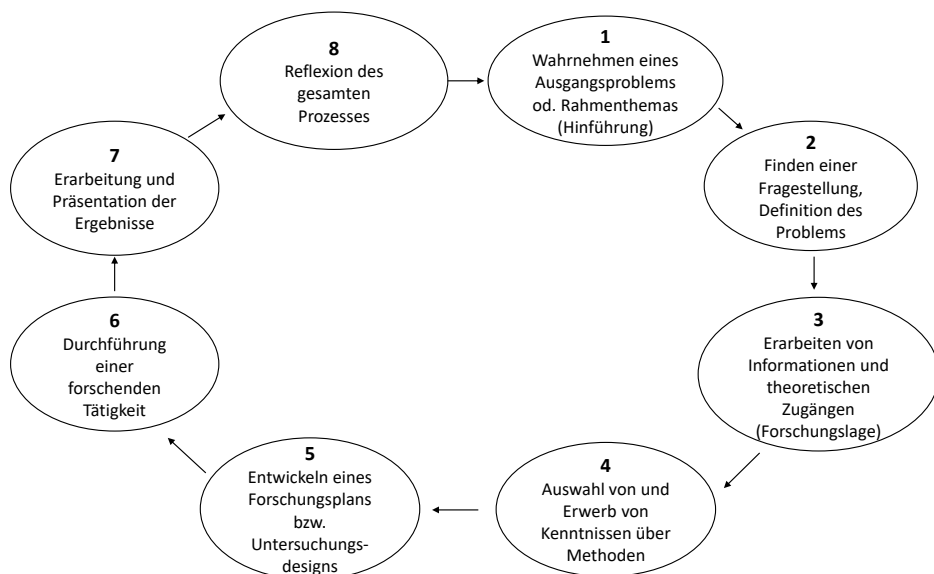 1
Wahrnehmen eines
Ausgangsproblems
od. Rahmenthemas
(Hinführung)
2
Finden einer
Fragestellung,
Definition des
Problems
3
Erarbeiten von
Informationen und
theoretischen
Zugängen
(Forschungslage)
4
Auswahl von und
Erwerb von
Kenntnissen über
Methoden
5
Entwickeln eines
Forschungsplans
bzw.
Untersuchungs-
designs
6
Durchführung
einer
forschenden
Tätigkeit
7
Erarbeitung und
Präsentation der
Ergebnisse
8
Reflexion des
gesamten
Prozesses